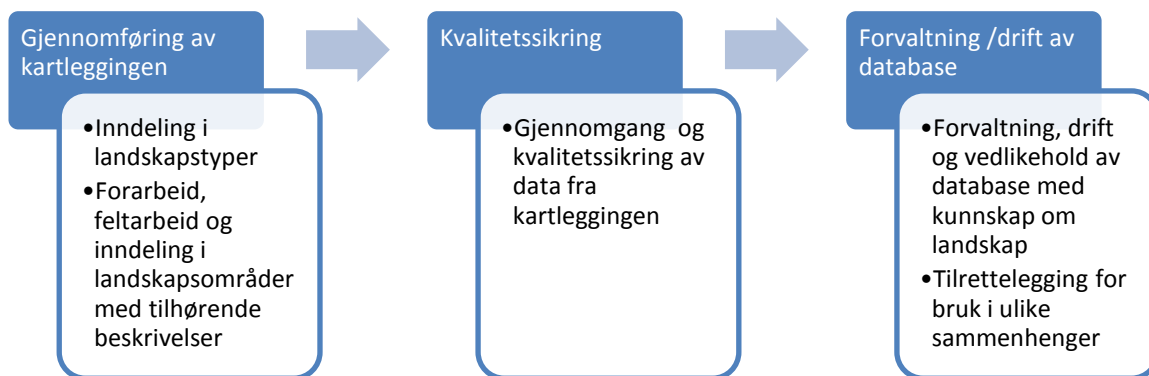 Gjennomføring av
kartleggingen
•Inndeling i
landskapstyper
•Forarbeid,
feltarbeid og
inndeling i
landskapsområder
med tilhørende
beskrivelser
Kvalitetssikring
•Gjennomgang og
kvalitetssikring av
data fra
kartleggingen
Forvaltning /drift av
database
•Forvaltning, drift
og vedlikehold av
database med
kunnskap om
landskap
•Tilrettelegging for
bruk i ulike
sammenhenger